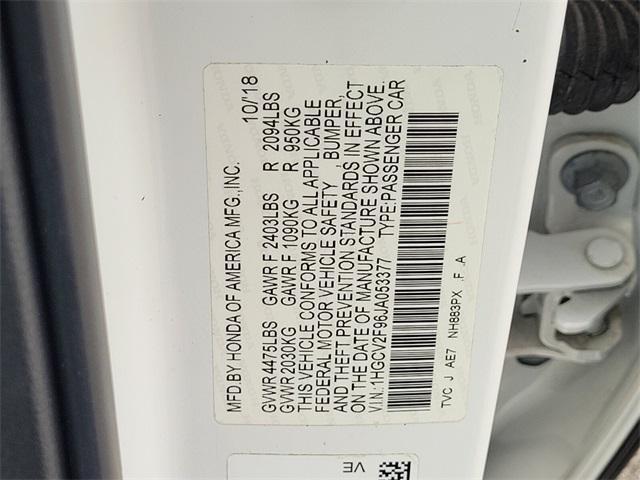 MFD.BY HONDA OF AMERICA MFG.,INC. 10/'18
GVWR 4475LBS GAWR F 2403LBS R 2094LBS
GVWR 2030KG GAWR F 1090KG R 950KG
THIS VEHICLE CONFORMS TO ALL APPLICABLE
FEDERAL MOTOR VEHICLE SAFETY , BUMPER,
AND THEFT PREVENTION STANDARDS IN EFFECT
ON THE DATE OF MANUFACTURE SHOWN ABOVE.
V.I.N.:1HGCV2F96JA053377 TYPE:PASSENGER CAR
TVC J AE7 NH883PX .F .A
VE